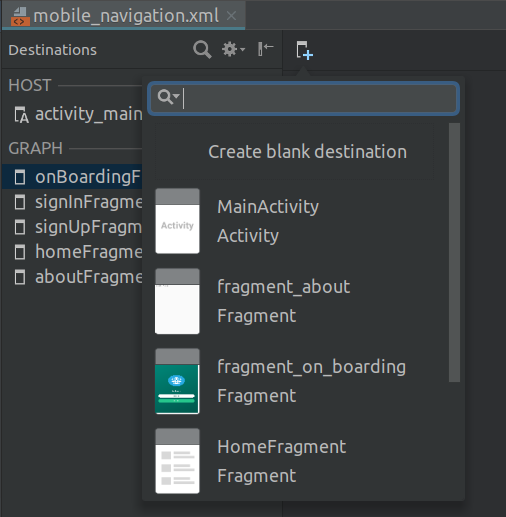 mobile_navigation.xml
Destinations
HOST
activity_main
GRAPH
onBoardingF
signInFragme
signUpFragm
homeFragme
aboutFragme
Create blank destination
Activity
MainActivity
Activity
fragment_about
Fragment
fragment_on_boarding
Fragment
HomeFragment
Fragment